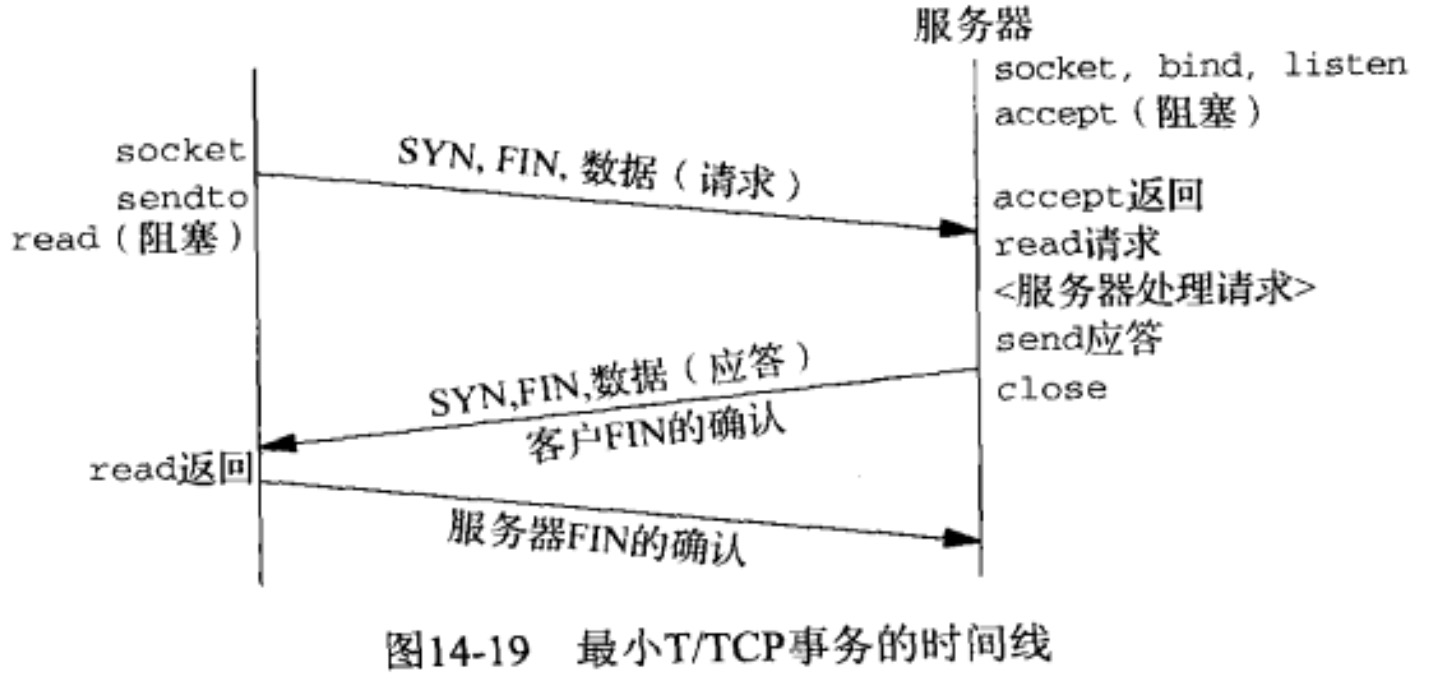 服务器
socket, bind, listen
accept（阻塞）
socket
SYN, FIN, 数据（请求）
sendto
accept返回
read（阻塞）
read请求
<服务器处理请求>
send应答
SYN,FIN,数据（应答）
close
客户FIN的确认
read返回
服务器FIN的确认
图14-19 最小T/TCP事务的时间线